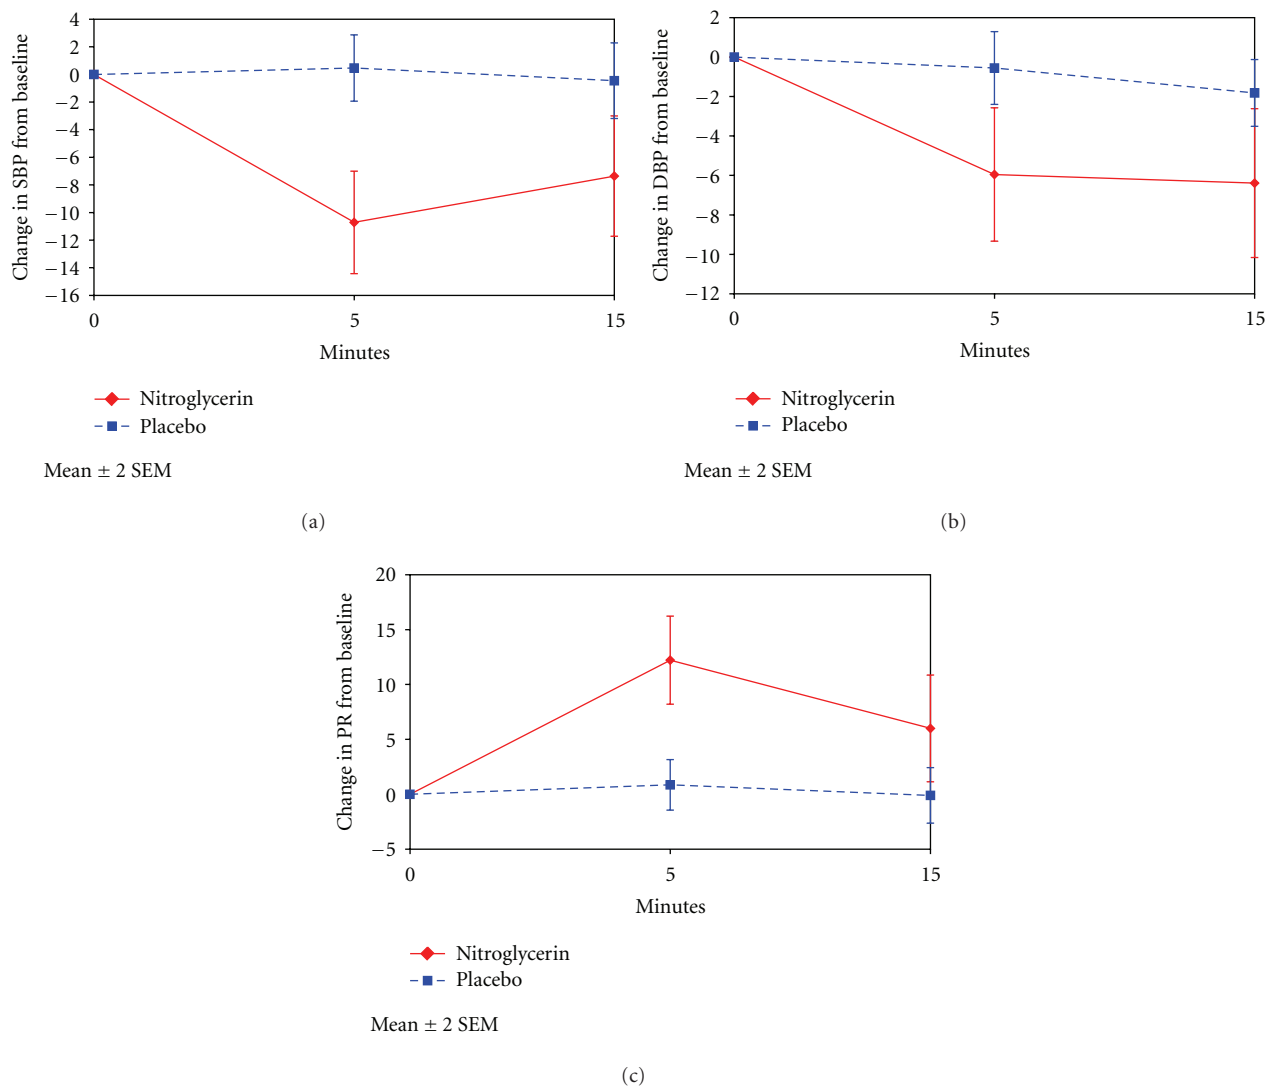 Change in SBP from baseline
4
2
0
−2
−4
−6
−8
−10
−12
−14
−16
0 5 15
Minutes
Nitroglycerin
Placebo
Mean ± 2 SEM
(a)
Change in DBP from baseline
2
0
−2
−4
−6
−8
−10
−12
0 5 15
Minutes
Nitroglycerin
Placebo
Mean ± 2 SEM
(b)
Change in PR from baseline
20
15
10
5
0
−5
0 5 15
Minutes
Nitroglycerin
Placebo
Mean ± 2 SEM
(c)